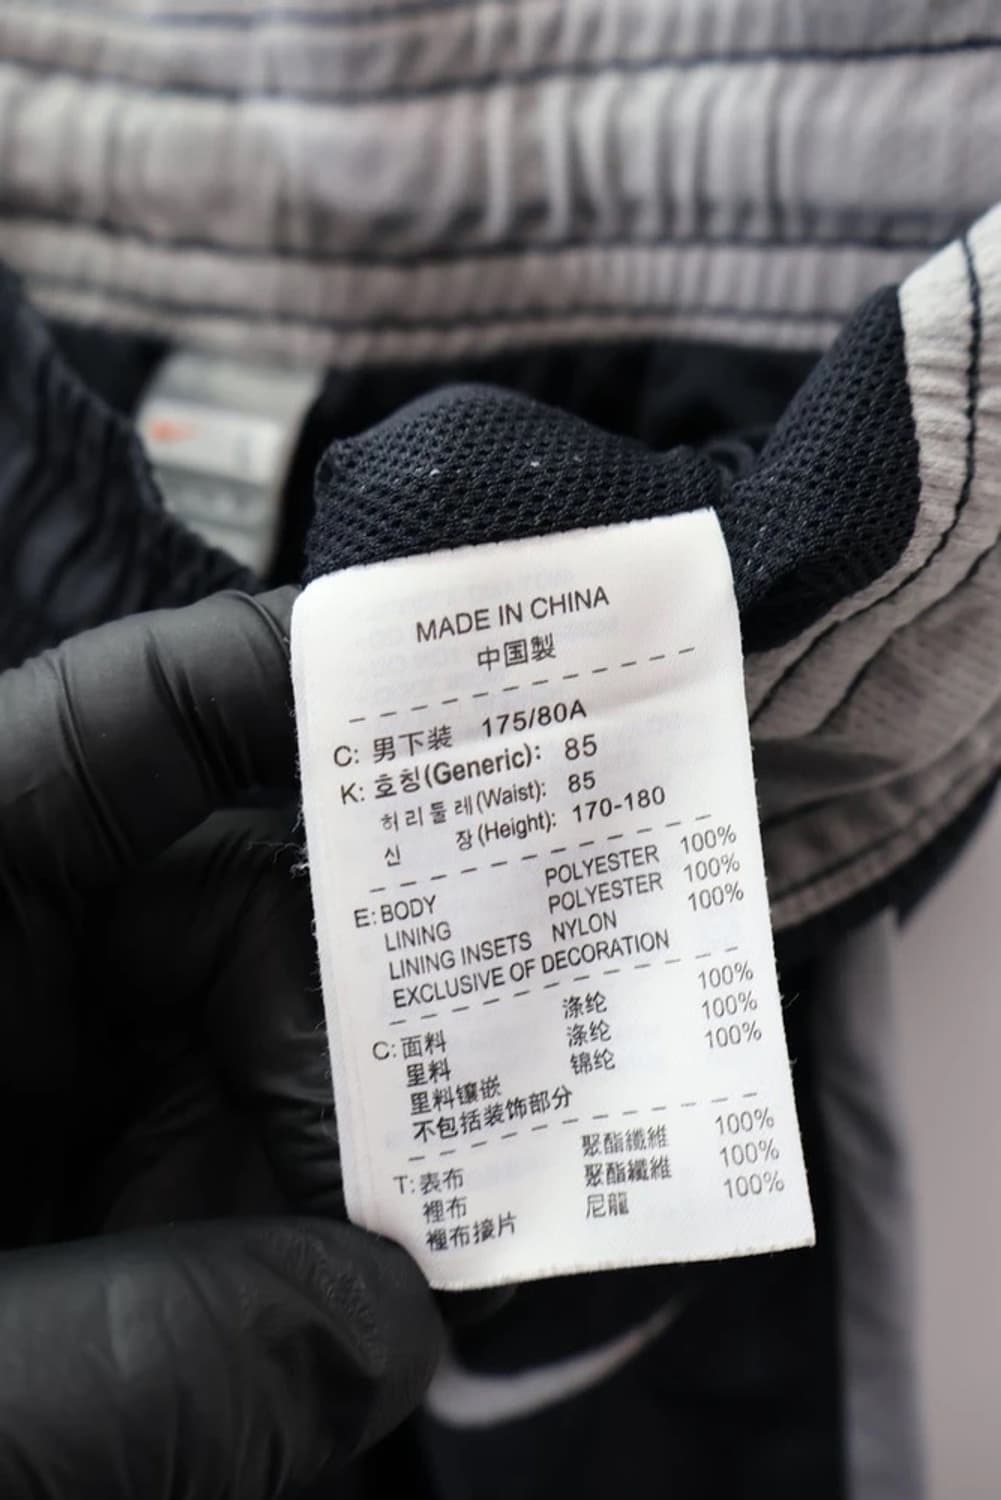 MADE IN CHINA
中国製
C: 男下装 175/80A
K: 호칭(Generic): 85
허리둘레(Waist): 85
신 장(Height): 170-180
E: BODY POLYESTER 100%
LINING POLYESTER 100%
LINING INSETS NYLON 100%
EXCLUSIVE OF DECORATION
C: 面料 涤纶 100%
里料 涤纶 100%
里料镶嵌 锦纶 100%
不包括装饰部分
T: 表布 聚酯纖維 100%
裡布 聚酯纖維 100%
裡布接片 尼龍 100%